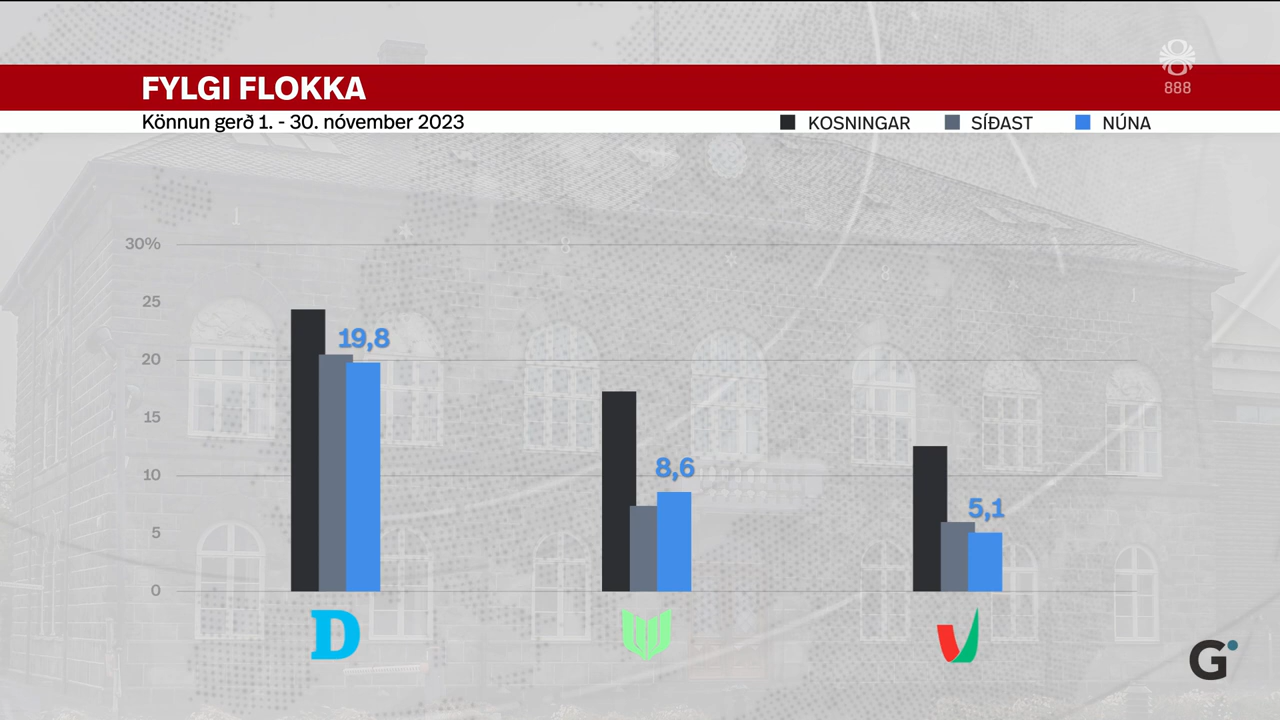 FYLGI FLOKKA
888
Könnun gerð 1. - 30. nóvember 2023
KOSNINGAR SÍÐAST NÚNA
30%
25
20
15
10
5
0
19,8
8,6
5,1
D
V
G